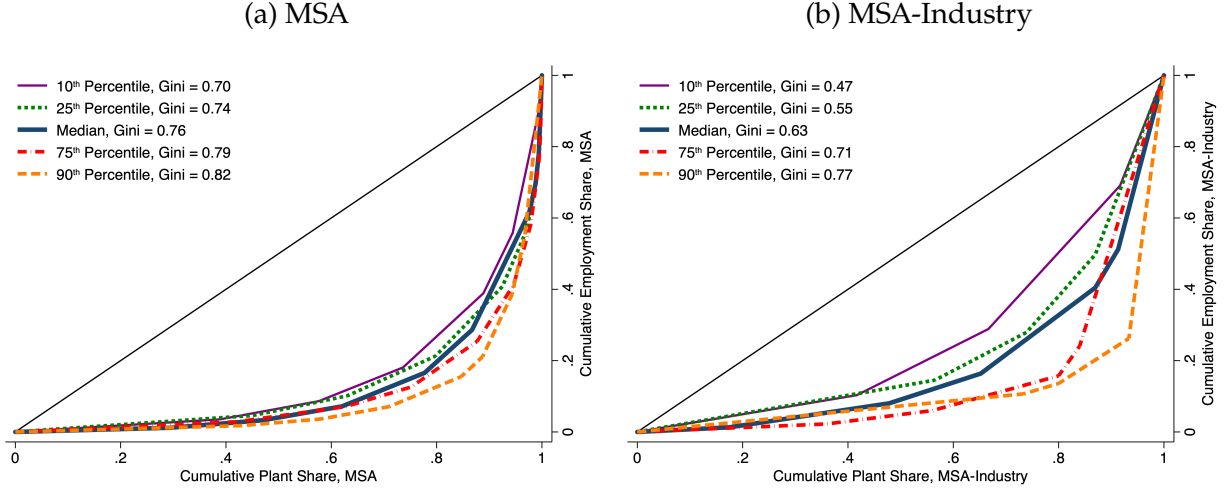 (a) MSA
10th Percentile, Gini = 0.70
25th Percentile, Gini = 0.74
Median, Gini = 0.76
75th Percentile, Gini = 0.79
90th Percentile, Gini = 0.82
0
.2
.4
.6
.8
1
Cumulative Employment Share, MSA
0 .2 .4 .6 .8 1
Cumulative Plant Share, MSA
(b) MSA-Industry
10th Percentile, Gini = 0.47
25th Percentile, Gini = 0.55
Median, Gini = 0.63
75th Percentile, Gini = 0.71
90th Percentile, Gini = 0.77
0
.2
.4
.6
.8
1
Cumulative Employment Share, MSA-Industry
0 .2 .4 .6 .8 1
Cumulative Plant Share, MSA-Industry